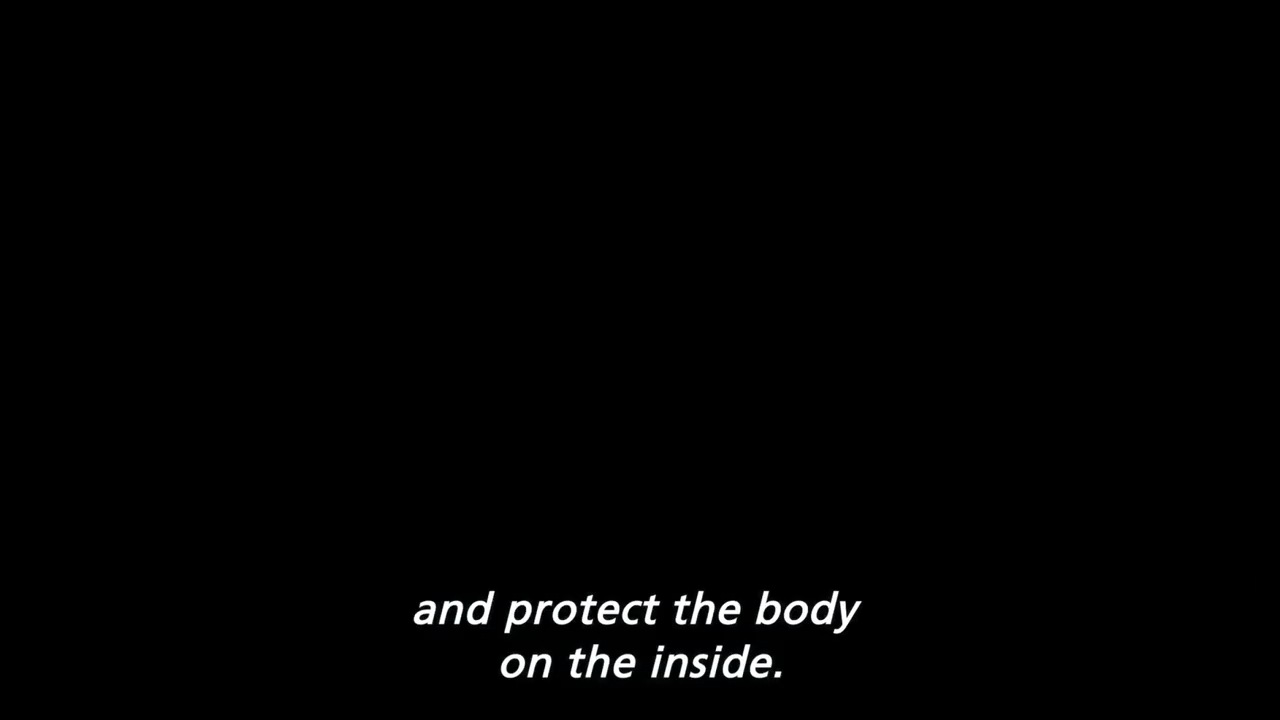 and protect the body
on the inside.